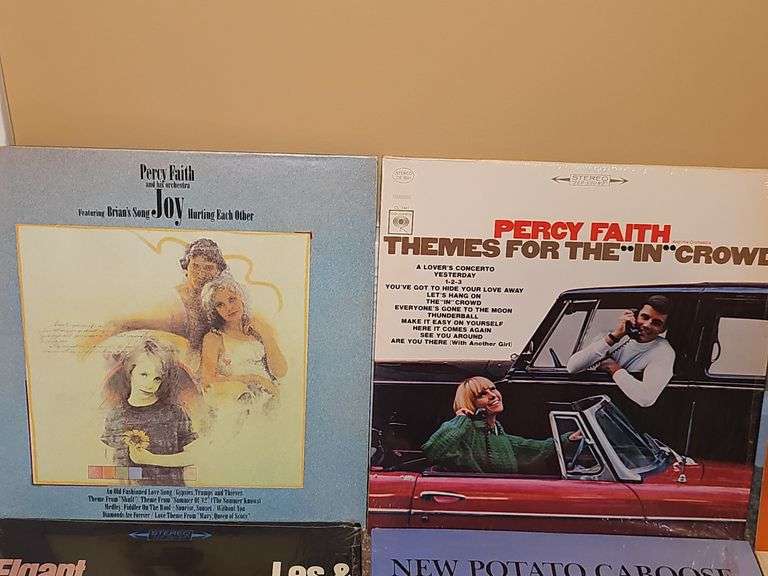 Percy Faith
and his orchestra
Joy
Featuring Brian's Song Hurting Each Other
An Old Fashioned Love Song / Gypsies, Tramps and Thieves
Theme From "Shaft" / Theme From "Summer Of '42" (The Summer Knows)
Medley: Fiddler On The Roof - Sunrise, Sunset / Without You
Diamonds Are Forever / Love Theme From "Mary, Queen of Scots"
STEREO
STEREO
PERCY FAITH
THEMES FOR THE "IN" CROWD
A LOVER'S CONCERTO
YESTERDAY
1-2-3
YOU'VE GOT TO HIDE YOUR LOVE AWAY
LET'S HANG ON
THE "IN" CROWD
EVERYONE'S GONE TO THE MOON
THUNDERBALL
MAKE IT EASY ON YOURSELF
HERE IT COMES AGAIN
SEE YOU AROUND
ARE YOU THERE (With Another Girl)
STEREO
Elgart
Les &
NEW POTATO CABOOSE